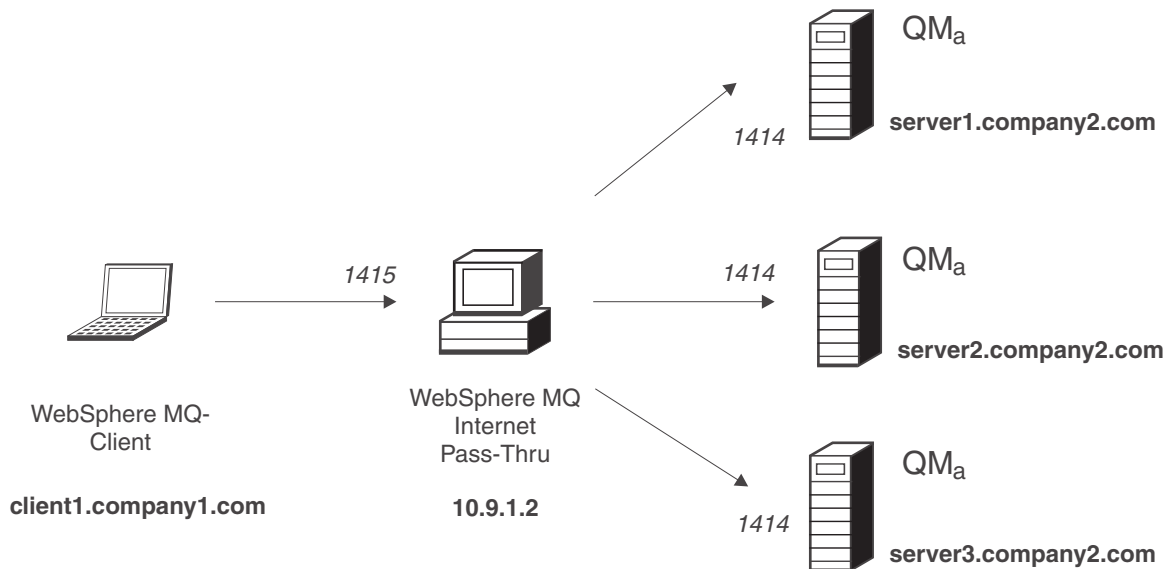 QMa
1414
server1.company2.com
1415
1414
QMa
server2.company2.com
WebSphere MQ-
Client
client1.company1.com
WebSphere MQ
Internet
Pass-Thru
10.9.1.2
1414
QMa
server3.company2.com